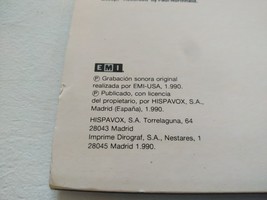 EMI
℗ Grabación sonora original
realizada por EMI-USA, 1.990.
℗ Publicado, con licencia
del propietario, por HISPAVOX, S.A.,
Madrid (España), 1.990.
HISPAVOX, S.A. Torrelaguna, 64
28043 Madrid
Imprime Dirograf, S.A., Nestares, 1
28045 Madrid 1.990.